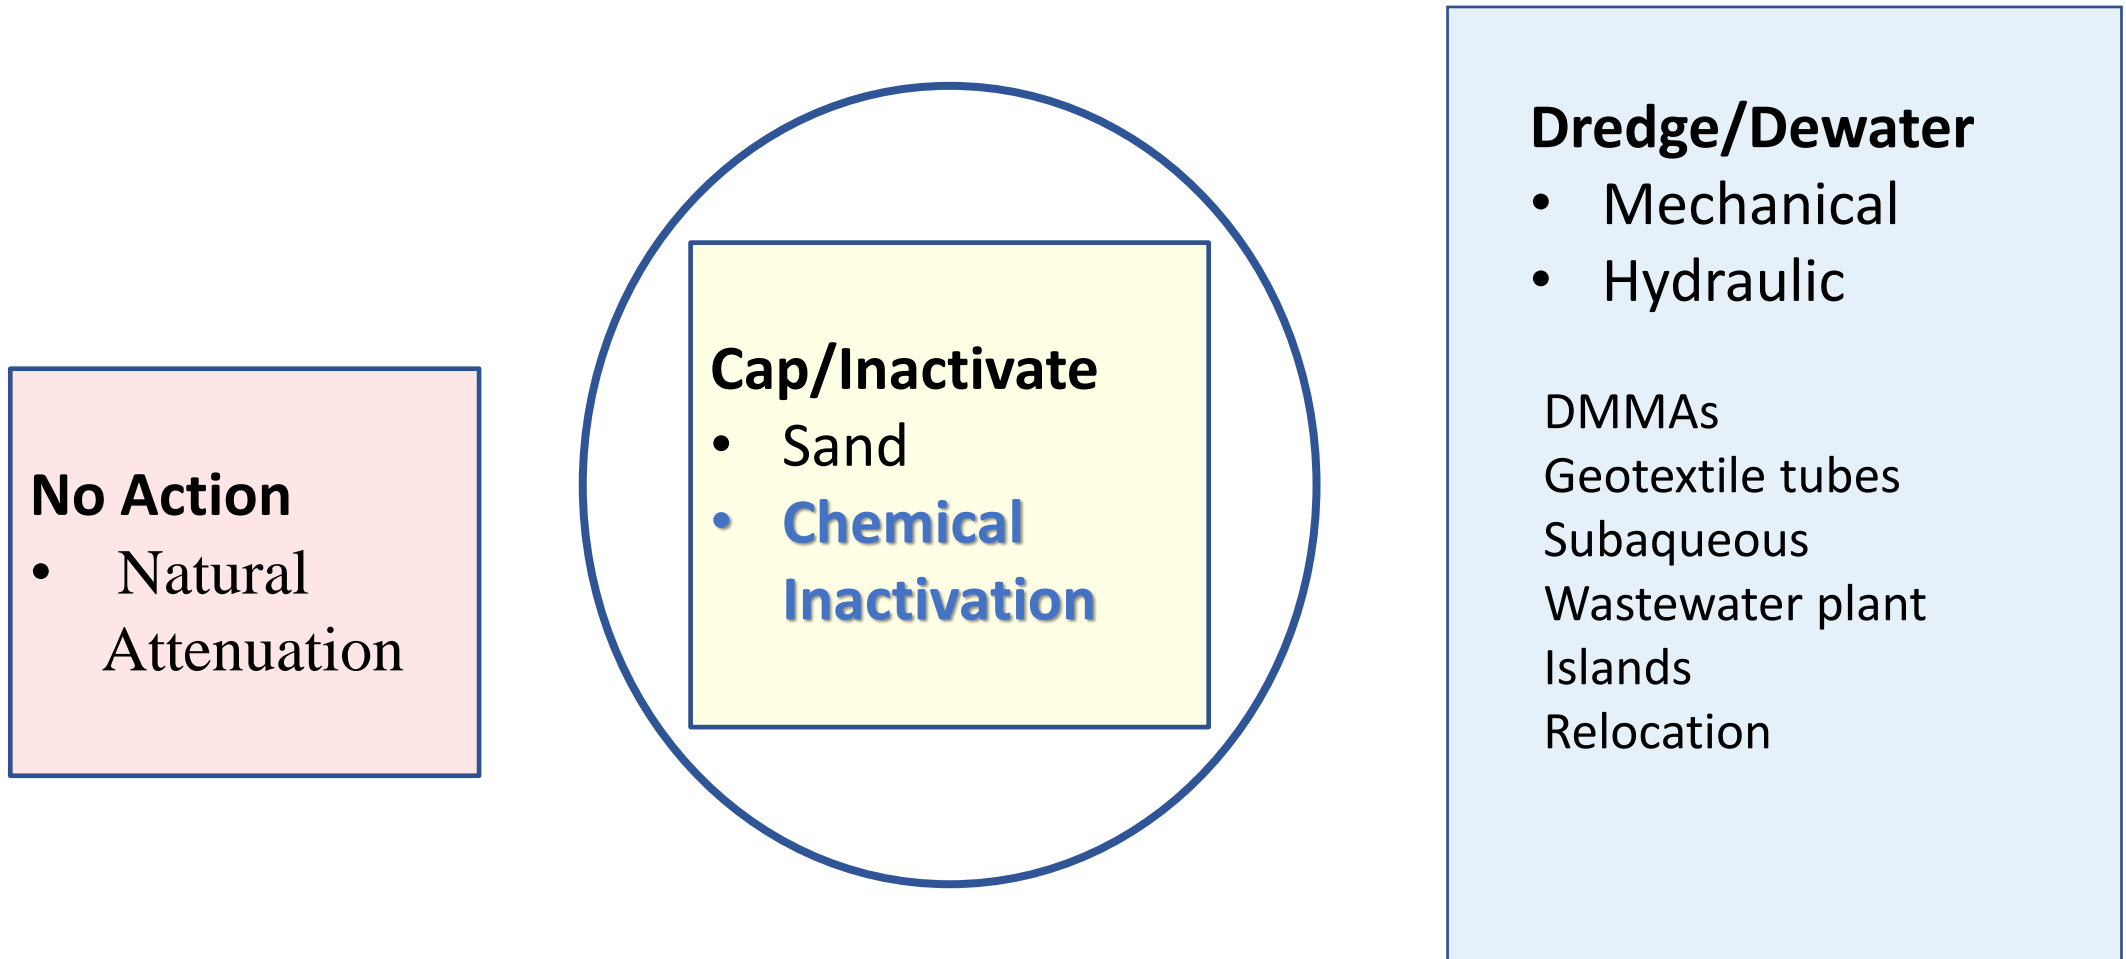 No Action
• Natural
Attenuation
Cap/Inactivate
• Sand
• Chemical
Inactivation
Dredge/Dewater
• Mechanical
• Hydraulic
DMMAs
Geotextile tubes
Subaqueous
Wastewater plant
Islands
Relocation